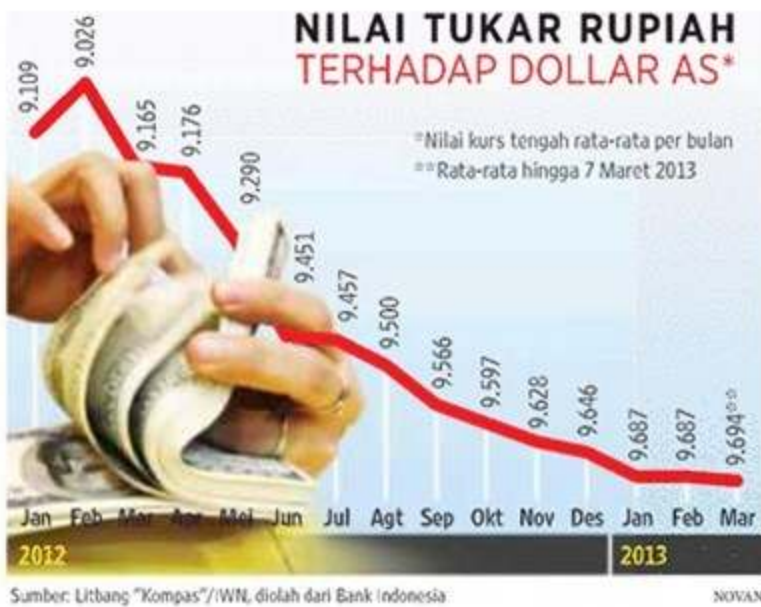 NILAI TUKAR RUPIAH
TERHADAP DOLLAR AS*
*Nilai kurs tengah rata-rata per bulan
**Rata-rata hingga 7 Maret 2013
9.109
9.026
9.165
9.176
9.290
9.451
9.457
9.500
9.566
9.597
9.628
9.646
9.687
9.687
9.694**
Jan Feb Mar Apr Mei Jun Jul Agt Sep Okt Nov Des Jan Feb Mar
2012 2013
Sumber: Litbang "Kompas"/IWN, diolah dari Bank Indonesia
NOVAN